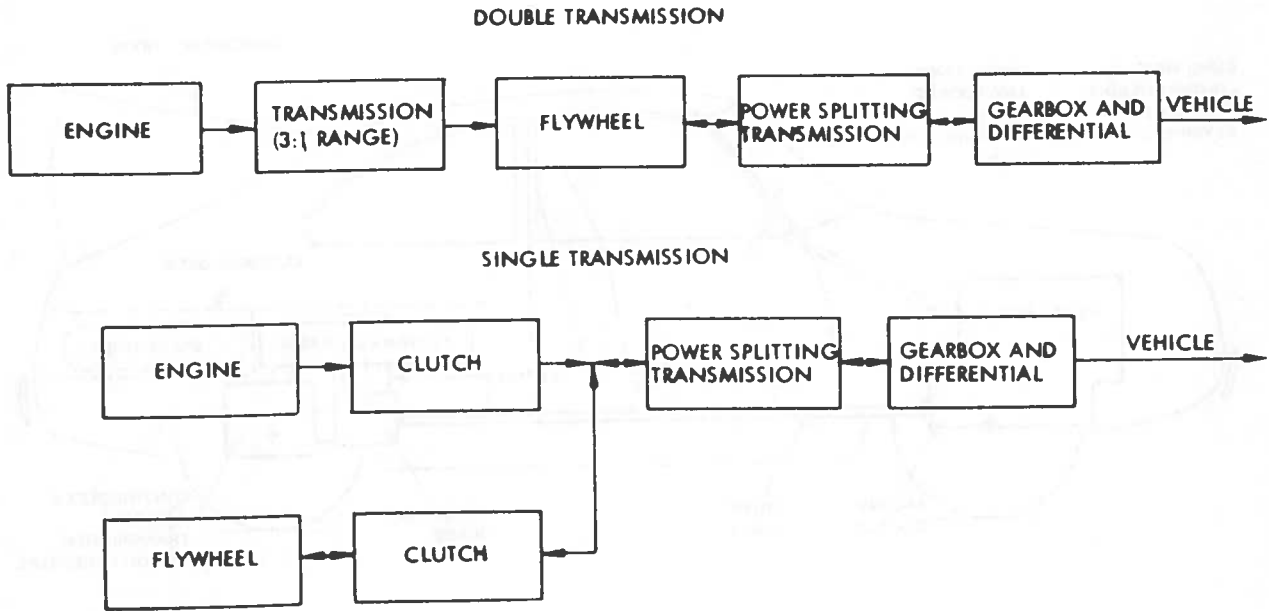 DOUBLE TRANSMISSION
ENGINE
TRANSMISSION
(3:1 RANGE)
FLYWHEEL
POWER SPLITTING
TRANSMISSION
GEARBOX AND
DIFFERENTIAL
VEHICLE
SINGLE TRANSMISSION
ENGINE
CLUTCH
POWER SPLITTING
TRANSMISSION
GEARBOX AND
DIFFERENTIAL
VEHICLE
FLYWHEEL
CLUTCH